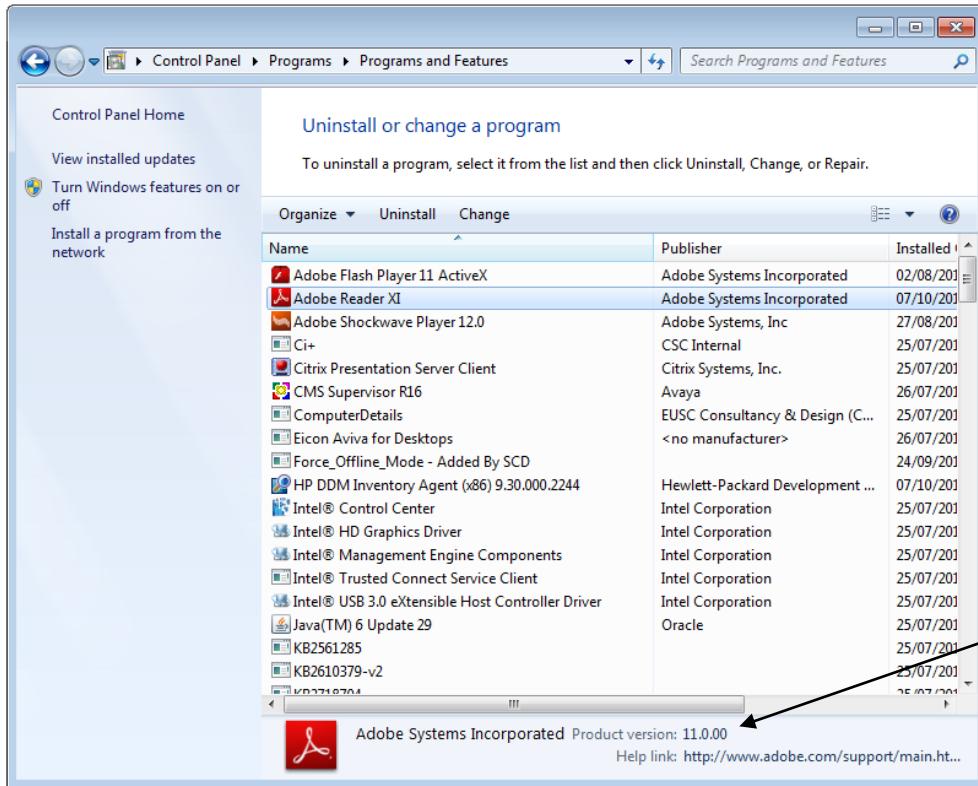 Control Panel ▸ Programs ▸ Programs and Features
Search Programs and Features
Control Panel Home
View installed updates
Turn Windows features on or
off
Install a program from the
network
Uninstall or change a program
To uninstall a program, select it from the list and then click Uninstall, Change, or Repair.
Organize Uninstall Change
Name Publisher Installed
Adobe Flash Player 11 ActiveX Adobe Systems Incorporated 02/08/201
Adobe Reader XI Adobe Systems Incorporated 07/10/201
Adobe Shockwave Player 12.0 Adobe Systems, Inc 27/08/201
Ci+ CSC Internal 25/07/201
Citrix Presentation Server Client Citrix Systems, Inc. 25/07/201
CMS Supervisor R16 Avaya 26/07/201
ComputerDetails EUSC Consultancy & Design (C... 25/07/201
Eicon Aviva for Desktops <no manufacturer> 26/07/201
Force_Offline_Mode - Added By SCD 24/09/201
HP DDM Inventory Agent (x86) 9.30.000.2244 Hewlett-Packard Development ... 07/10/201
Intel® Control Center Intel Corporation 25/07/201
Intel® HD Graphics Driver Intel Corporation 25/07/201
Intel® Management Engine Components Intel Corporation 25/07/201
Intel® Trusted Connect Service Client Intel Corporation 25/07/201
Intel® USB 3.0 eXtensible Host Controller Driver Intel Corporation 25/07/201
Java(TM) 6 Update 29 Oracle 25/07/201
KB2561285 25/07/201
KB2610379-v2 25/07/201
KB2718704 25/07/201
Adobe Systems Incorporated Product version: 11.0.00
Help link: http://www.adobe.com/support/main.ht...